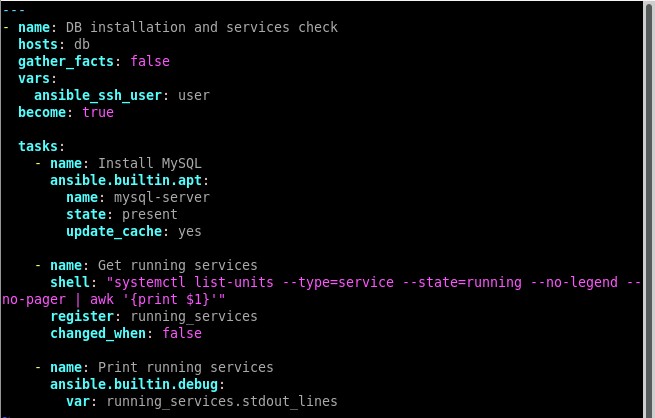 ---
- name: DB installation and services check
  hosts: db
  gather_facts: false
  vars:
    ansible_ssh_user: user
  become: true

  tasks:
    - name: Install MySQL
      ansible.builtin.apt:
        name: mysql-server
        state: present
        update_cache: yes

    - name: Get running services
      shell: "systemctl list-units --type=service --state=running --no-legend --
no-pager | awk '{print $1}'"
      register: running_services
      changed_when: false

    - name: Print running services
      ansible.builtin.debug:
        var: running_services.stdout_lines